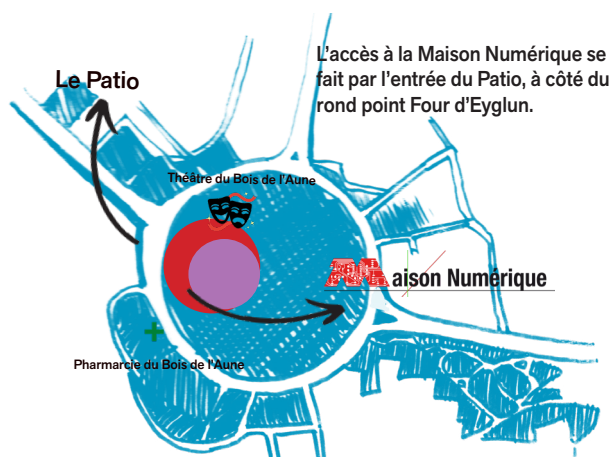 L'accès à la Maison Numérique se
fait par l'entrée du Patio, à côté du
rond point Four d'Eyglun.
Le Patio
Théâtre du Bois de l'Aune
Maison Numérique
Pharmarcie du Bois de l'Aune